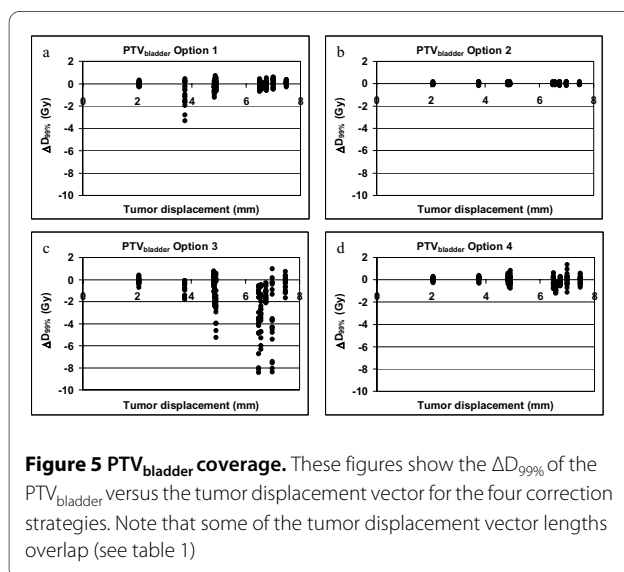 a
PTVbladder Option 1
2
0
-2
-4
-6
-8
-10
0 2 4 6 8
ΔD99% (Gy)
Tumor displacement (mm)
b
PTVbladder Option 2
2
0
-2
-4
-6
-8
-10
0 2 4 6 8
ΔD99% (Gy)
Tumor displacement (mm)
c
PTVbladder Option 3
2
0
-2
-4
-6
-8
-10
0 2 4 6 8
ΔD99% (Gy)
Tumor displacement (mm)
d
PTVbladder Option 4
2
0
-2
-4
-6
-8
-10
0 2 4 6 8
ΔD99% (Gy)
Tumor displacement (mm)
Figure 5 PTVbladder coverage. These figures show the ΔD99% of the
PTVbladder versus the tumor displacement vector for the four correction
strategies. Note that some of the tumor displacement vector lengths
overlap (see table 1)